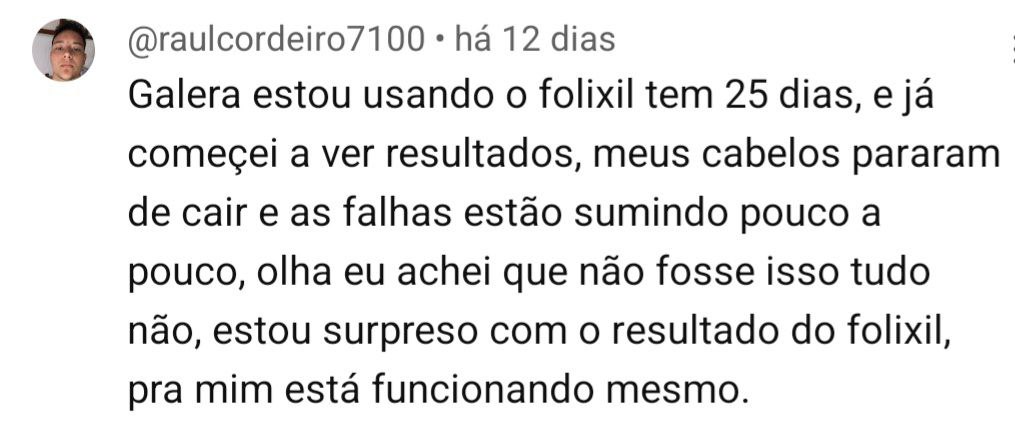 @raulcordeiro7100 • há 12 dias
Galera estou usando o folixil tem 25 dias, e já
começei a ver resultados, meus cabelos pararam
de cair e as falhas estão sumindo pouco a
pouco, olha eu achei que não fosse isso tudo
não, estou surpreso com o resultado do folixil,
pra mim está funcionando mesmo.